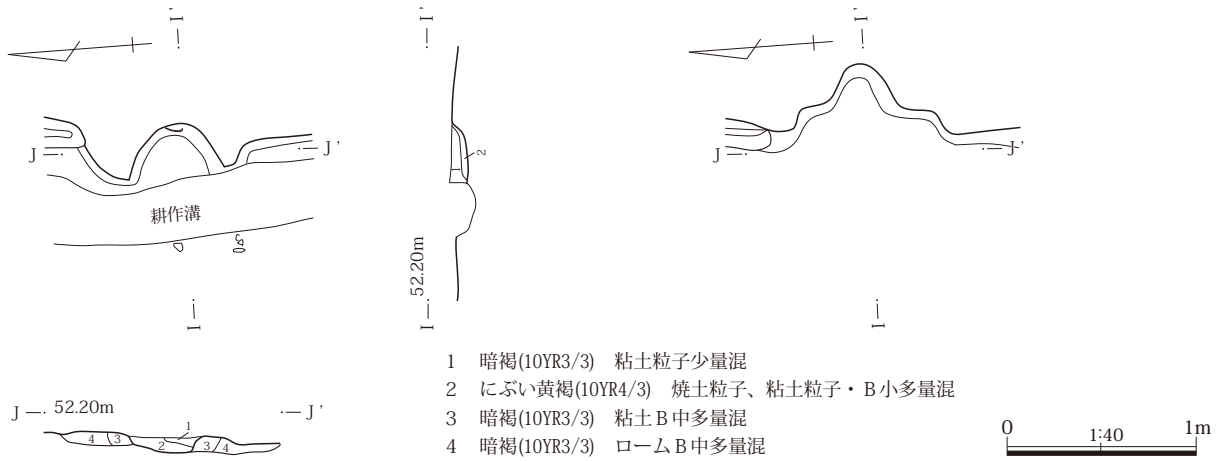 I’
I’
I’
J
J’
耕作溝
2
52.20m
J
J’
I
I
I
1 暗褐(10YR3/3) 粘土粒子少量混
2 にぶい黄褐(10YR4/3) 焼土粒子、粘土粒子・B小多量混
3 暗褐(10YR3/3) 粘土B中多量混
4 暗褐(10YR3/3) ロームB中多量混
J 52.20m J’
1
4 3 2 3 4
0 1:40 1m